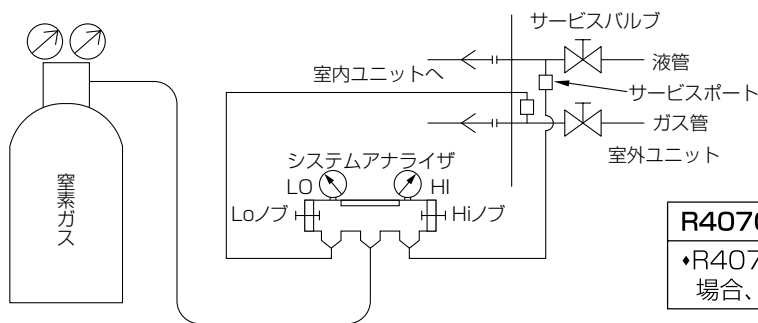 サービスバルブ
液管
室内ユニットへ
サービスポート
ガス管
室外ユニット
システムアナライザ
LO
HI
Loノブ
Hiノブ
窒素ガス
R407
•R407
場合、